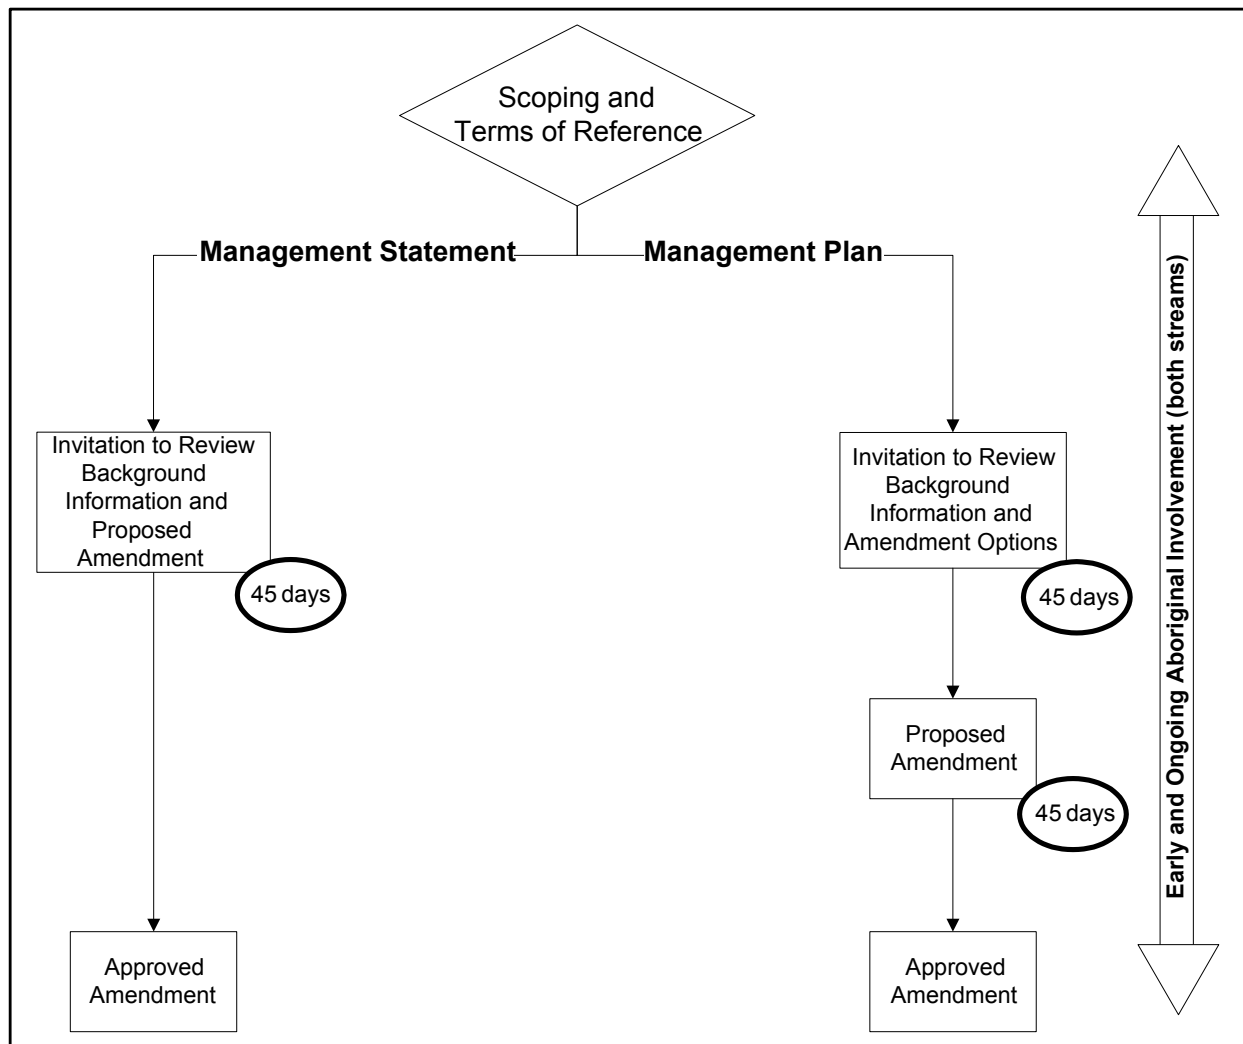 Scoping and
Terms of Reference
Management Statement
Management Plan
Invitation to Review
Background
Information and
Proposed
Amendment
45 days
Invitation to Review
Background
Information and
Amendment Options
45 days
Proposed
Amendment
45 days
Approved
Amendment
Approved
Amendment
Early and Ongoing Aboriginal Involvement (both streams)